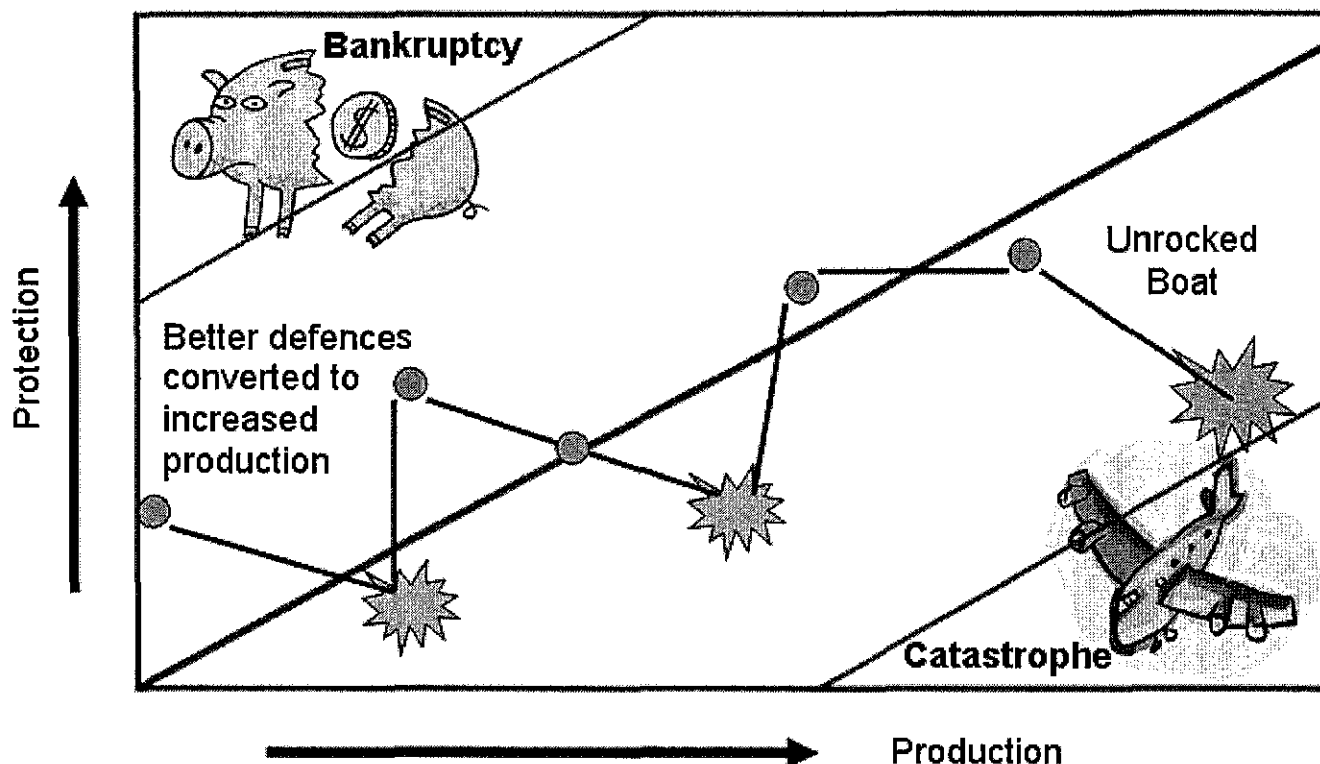 Bankruptcy
$
Protection
Unrocked
Boat
Better defences
converted to
increased
production
Catastrophe
Production